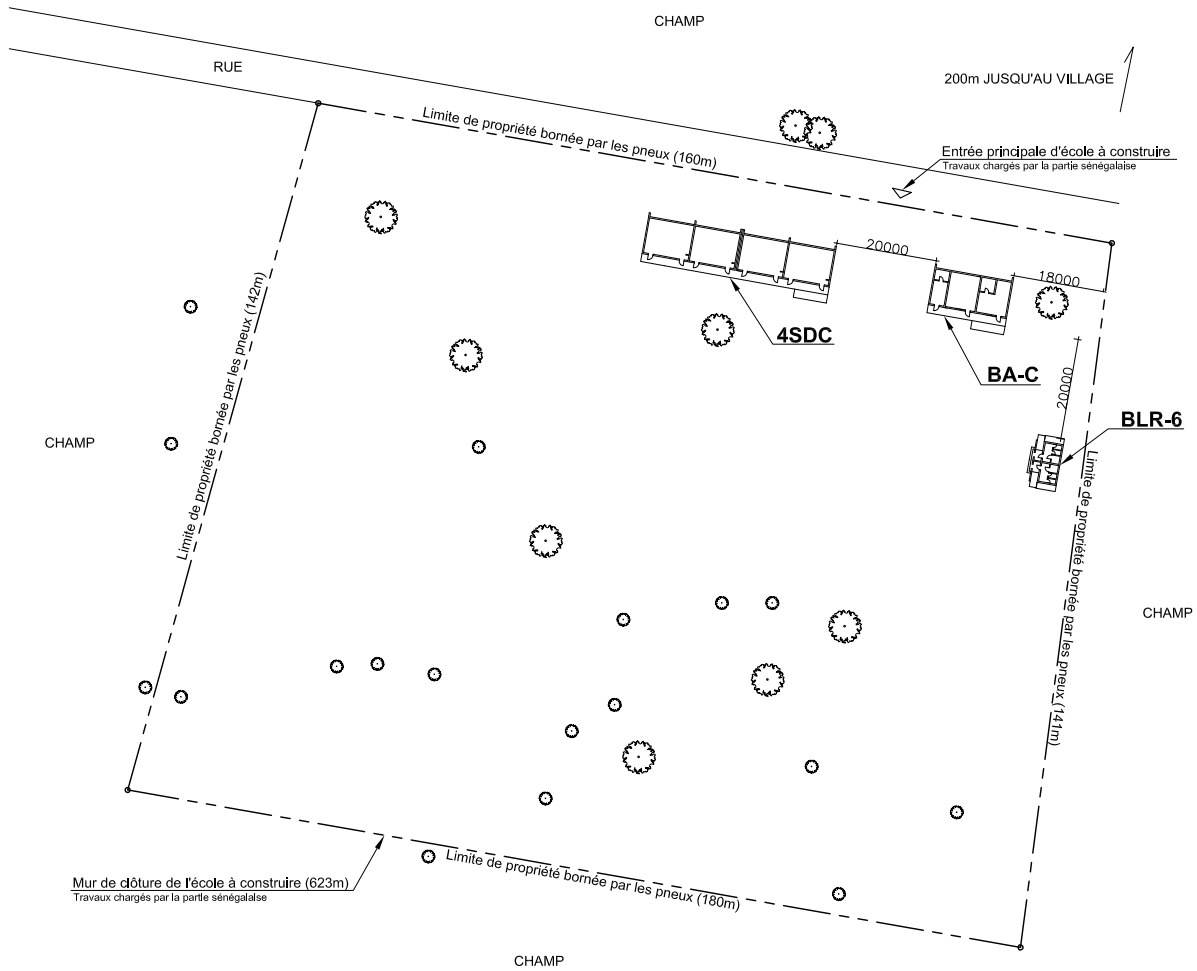 CHAMP
RUE
200m JUSQU'AU VILLAGE
Limite de propriété bornée par les pneux (160m)
Entrée principale d'école à construire
Travaux chargés par la partie sénégalaise
20000
18000
4SDC
BA-C
20000
BLR-6
Limite de propriété bornée par les pneux (142m)
CHAMP
Limite de propriété bornée par les pneux (141m)
CHAMP
Mur de clôture de l'école à construire (623m)
Travaux chargés par la partie sénégalaise
Limite de propriété bornée par les pneux (180m)
CHAMP